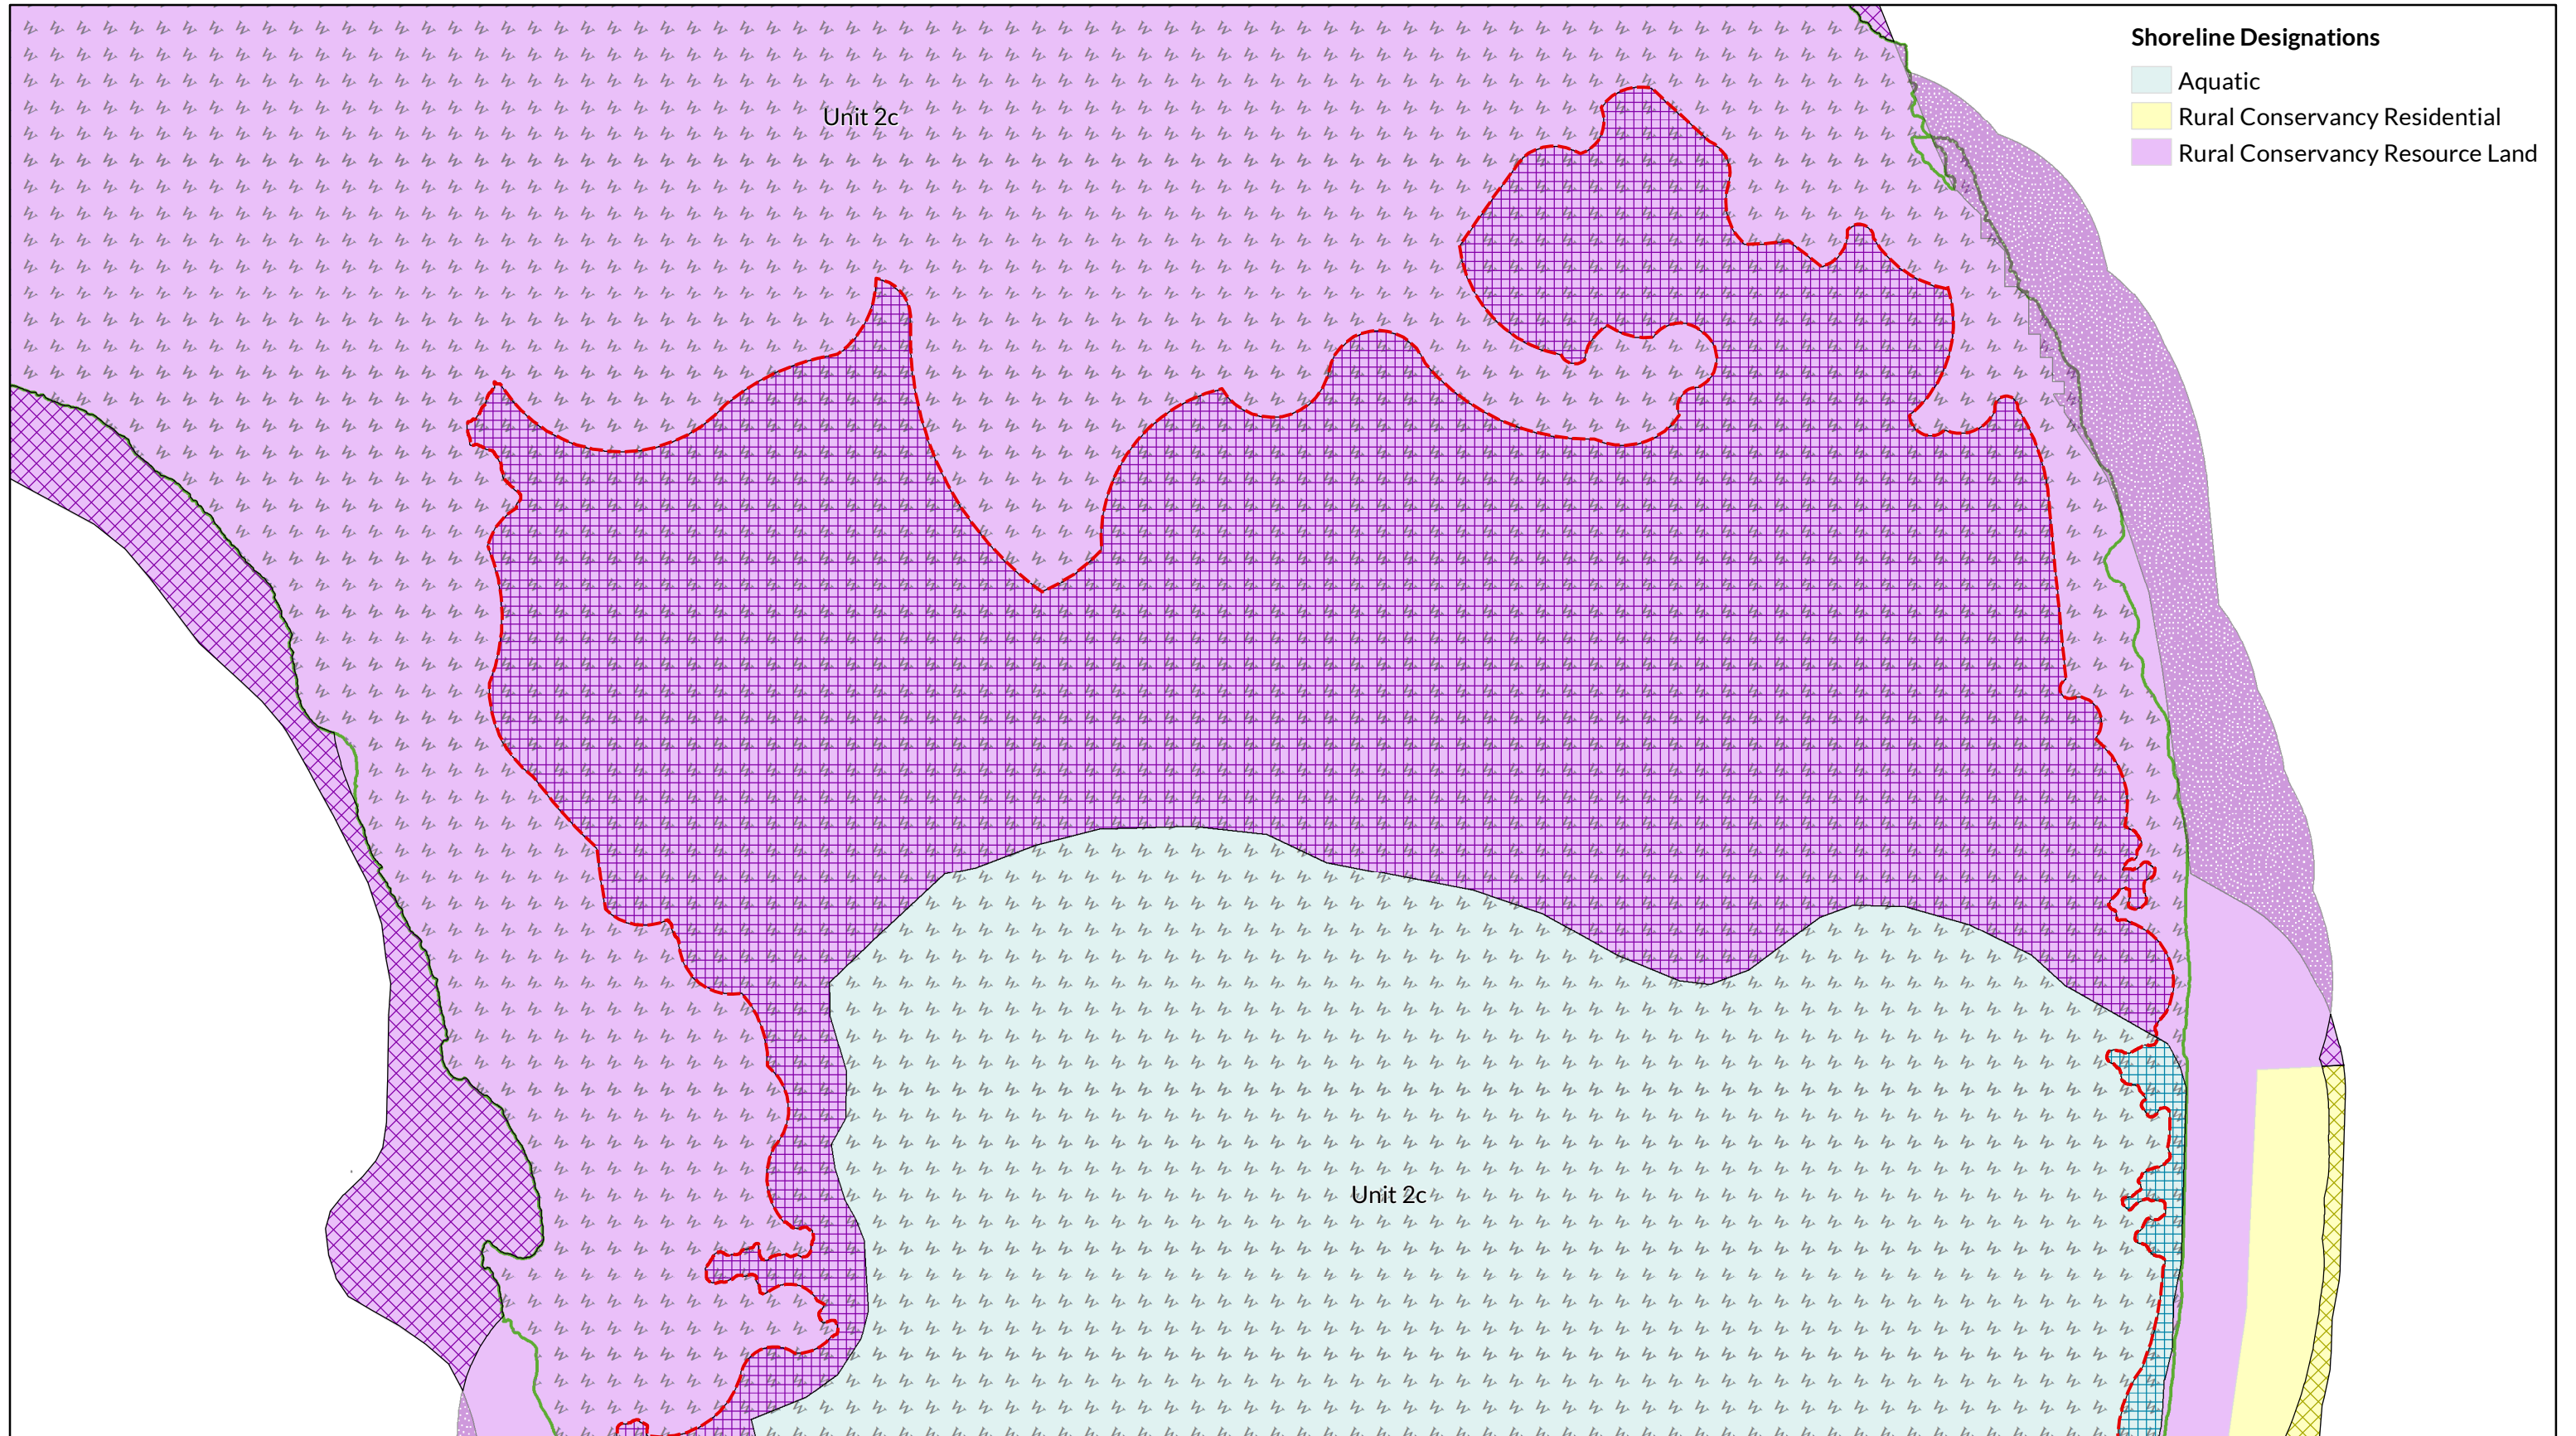 Shoreline Designations
Aquatic
Rural Conservancy Residential
Rural Conservancy Resource Land
Unit 2c
Unit 2c